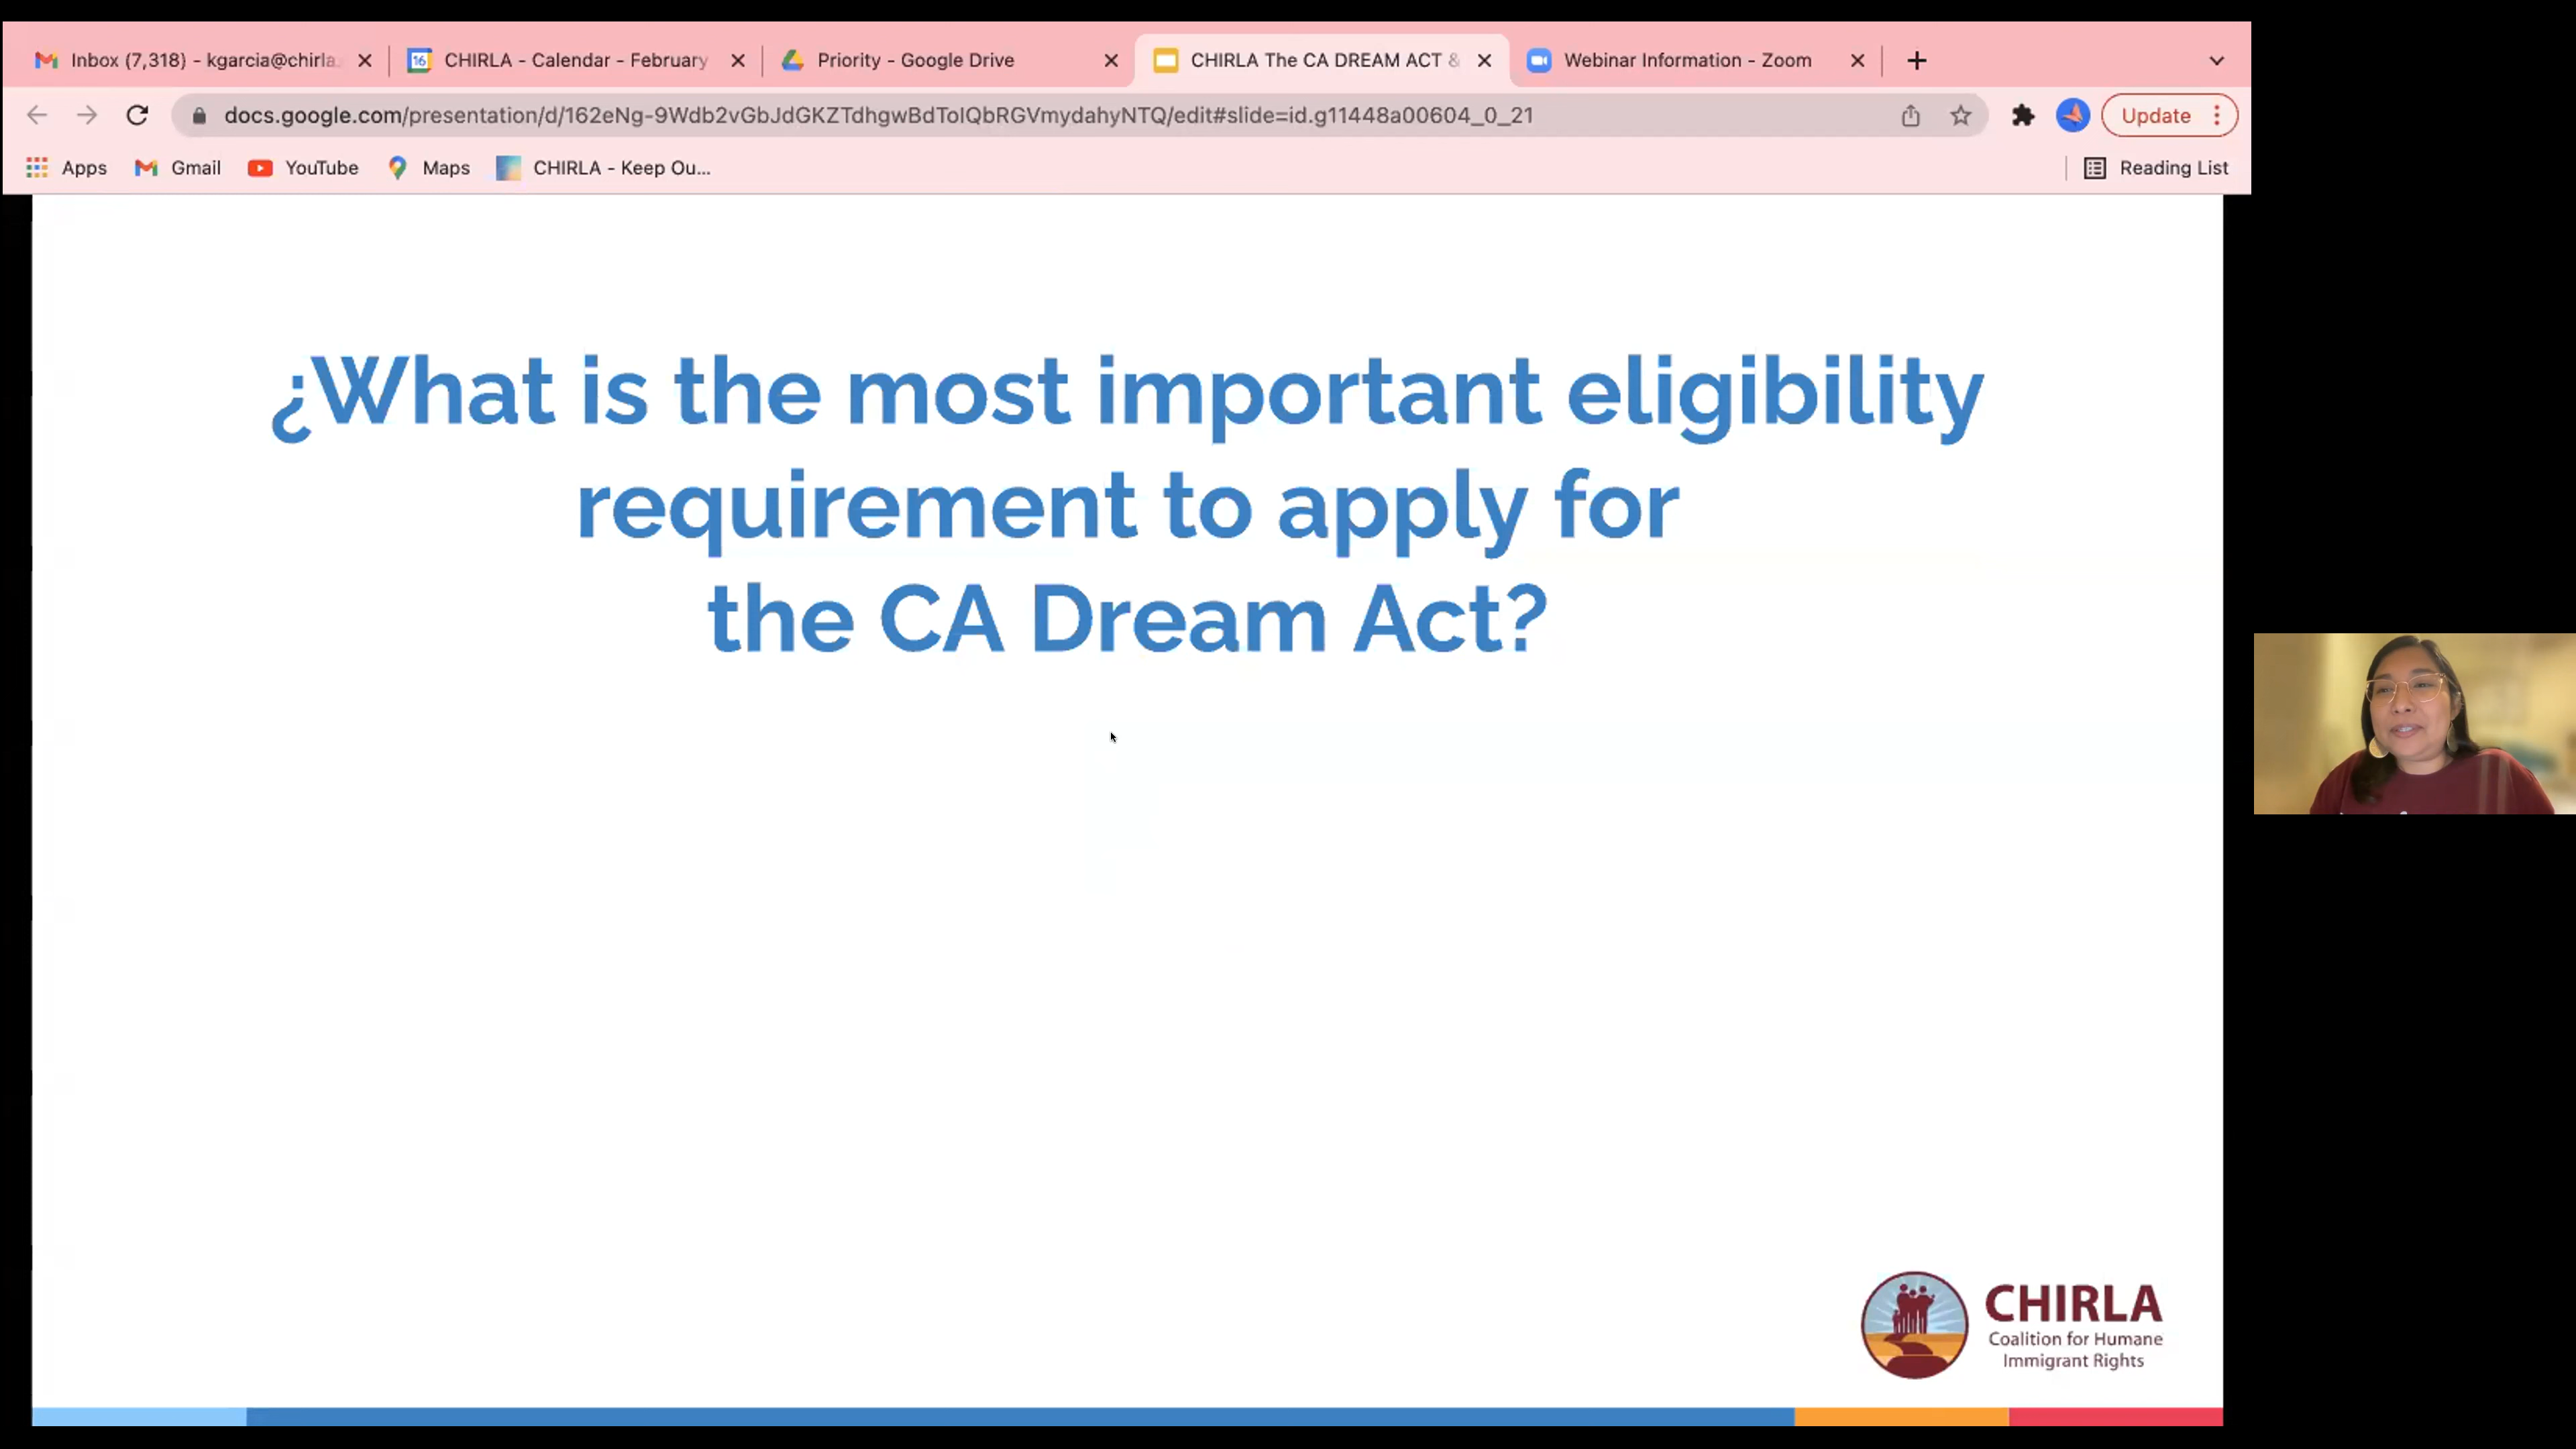 Inbox (7,318) - kgarcia@chirla.
CHIRLA - Calendar - February
Priority - Google Drive
CHIRLA The CA DREAM ACT &
Webinar Information - Zoom
docs.google.com/presentation/d/162eNg-9Wdb2vGbJdGKZTdhgwBdToIQbRGVmydahyNTQ/edit#slide=id.g11448a00604_0_21
Update
Apps
Gmail
YouTube
Maps
CHIRLA - Keep Ou...
Reading List
¿What is the most important eligibility
requirement to apply for
the CA Dream Act?
CHIRLA
Coalition for Humane
Immigrant Rights